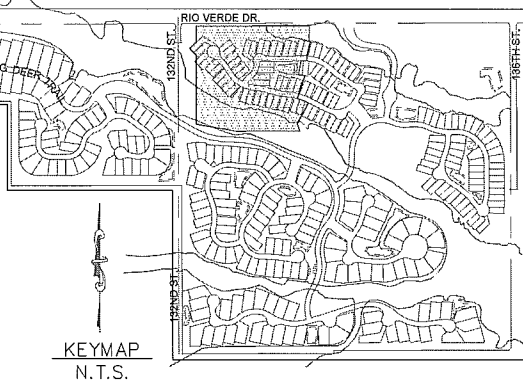 RIO VERDE DR.
132ND ST.
136TH ST.
DEER TRAIL
132ND ST.
KEYMAP
N.T.S.